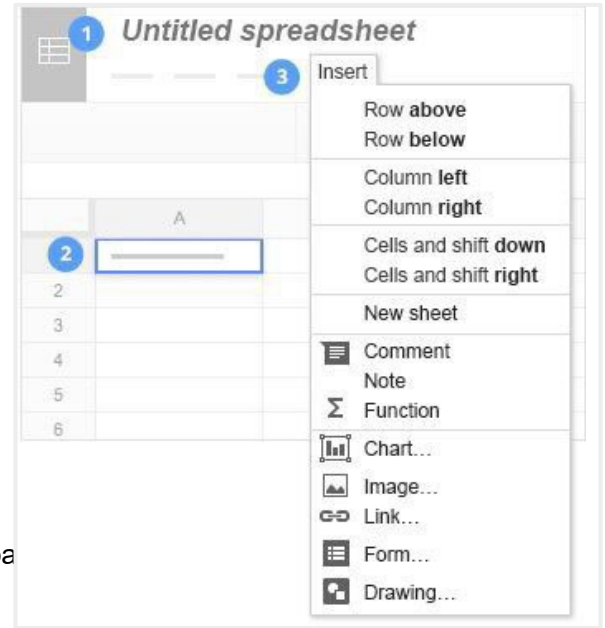 1 Untitled spreadsheet
3 Insert
Row above
Row below
Column left
Column right
A
Cells and shift down
2
Cells and shift right
2
New sheet
3
4
Comment
Note
5
Function
6
Chart...
Image...
Link...
Form...
Drawing...